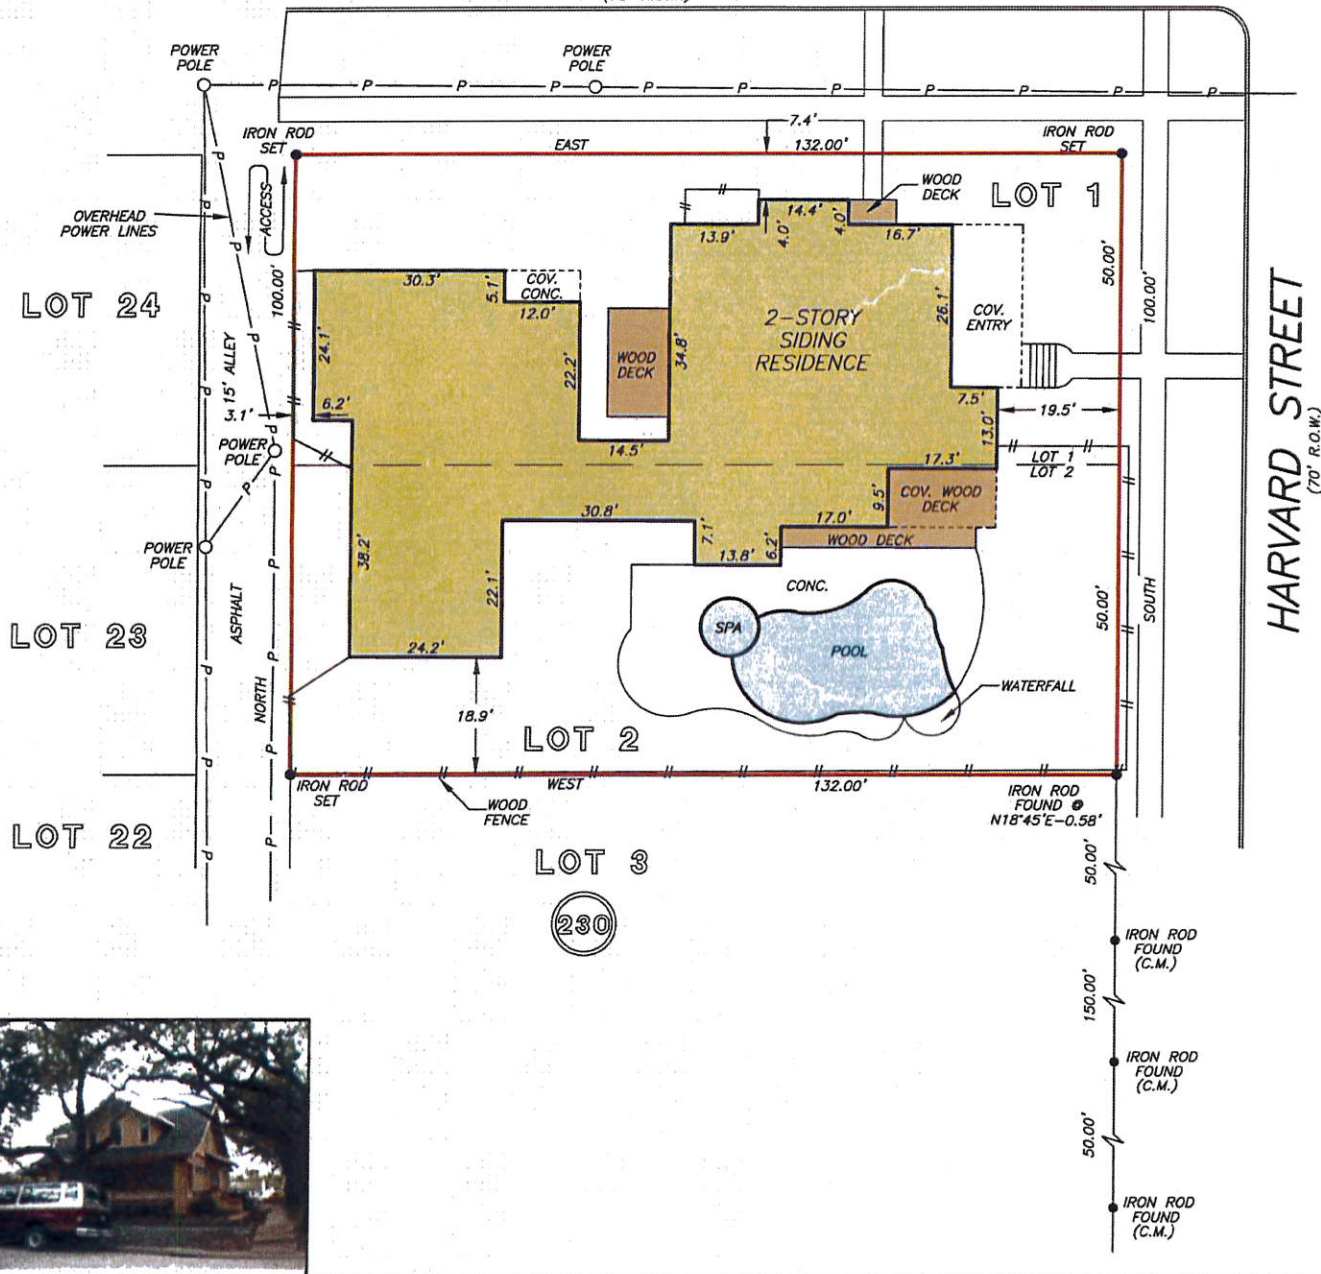 POWER
POLE
POWER
POLE
P P P P P P P P P P P
7.4'
IRON ROD
SET
EAST
132.00'
IRON ROD
SET
WOOD
DECK
LOT 1
OVERHEAD
POWER LINES
ACCESS
14.4'
4.0'
4.0'
13.9'
16.7'
50.00'
100.00'
100.00'
LOT 24
30.3'
5.1'
COV.
CONC.
12.0'
2-STORY
SIDING
RESIDENCE
26.1'
COV.
ENTRY
34.8'
WOOD
DECK
24.1'
22.2'
15' ALLEY
3.1'
6.2'
7.5'
19.5'
13.0'
HARVARD STREET
(70' R.O.W.)
POWER
POLE
14.5'
17.3'
LOT 1
LOT 2
9.5'
COV. WOOD
DECK
30.8'
17.0'
WOOD DECK
7.1'
13.8'
6.2'
POWER
POLE
38.2'
22.1'
CONC.
SPA
POOL
50.00'
SOUTH
ASPHALT
LOT 23
24.2'
NORTH
18.9'
WATERFALL
LOT 2
IRON ROD
SET
WEST
132.00'
WOOD
FENCE
IRON ROD
FOUND @
N18°45'E-0.58'
LOT 22
LOT 3
230
50.00'
IRON ROD
FOUND
(C.M.)
150.00'
IRON ROD
FOUND
(C.M.)
50.00'
IRON ROD
FOUND
(C.M.)